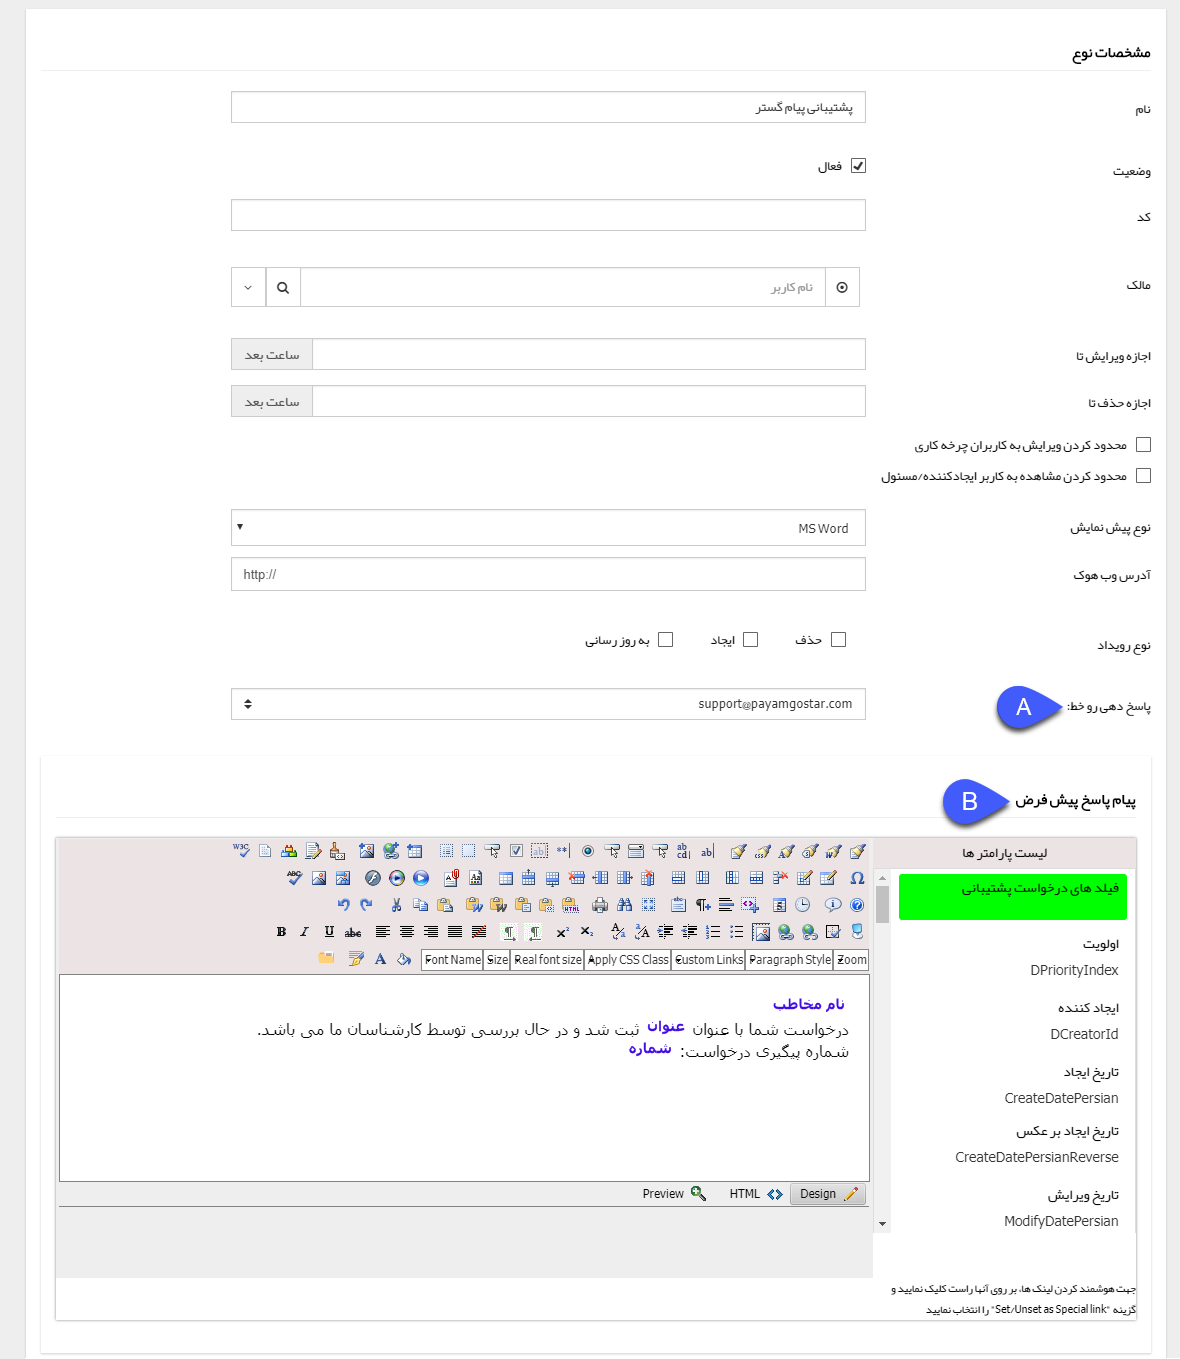 مشخصات نوع
نام
پشتیبانی پیام گستر
وضعیت
فعال
کد
مالک
نام کاربر
اجازه ویرایش تا
ساعت بعد
اجازه حذف تا
ساعت بعد
محدود کردن ویرایش به کاربران چرخه کاری
محدود کردن مشاهده به کاربر ایجادکننده/مسئول
نوع پیش نمایش
MS Word
آدرس وب هوک
http://
نوع رویداد
حذف ایجاد به روز رسانی
پاسخ دهی رو خط:
A
support@payamgostar.com
پیام پاسخ پیش فرض
B
لیست پارامتر ها
فیلد های درخواست پشتیبانی
اولویت
DPriorityIndex
ایجاد کننده
DCreatorId
تاریخ ایجاد
CreateDatePersian
تاریخ ایجاد بر عکس
CreateDatePersianReverse
تاریخ ویرایش
ModifyDatePersian
Font Name Size Real font size Apply CSS Class Custom Links Paragraph Style Zoom
نام مخاطب
درخواست شما با عنوان عنوان ثبت شد و در حال بررسی توسط کارشناسان ما می باشد.
شماره پیگیری درخواست: شماره
Preview HTML Design
جهت هوشمند کردن لینک ها، بر روی آنها راست کلیک نمایید و
گزینه "Set/Unset as Special link" را انتخاب نمایید